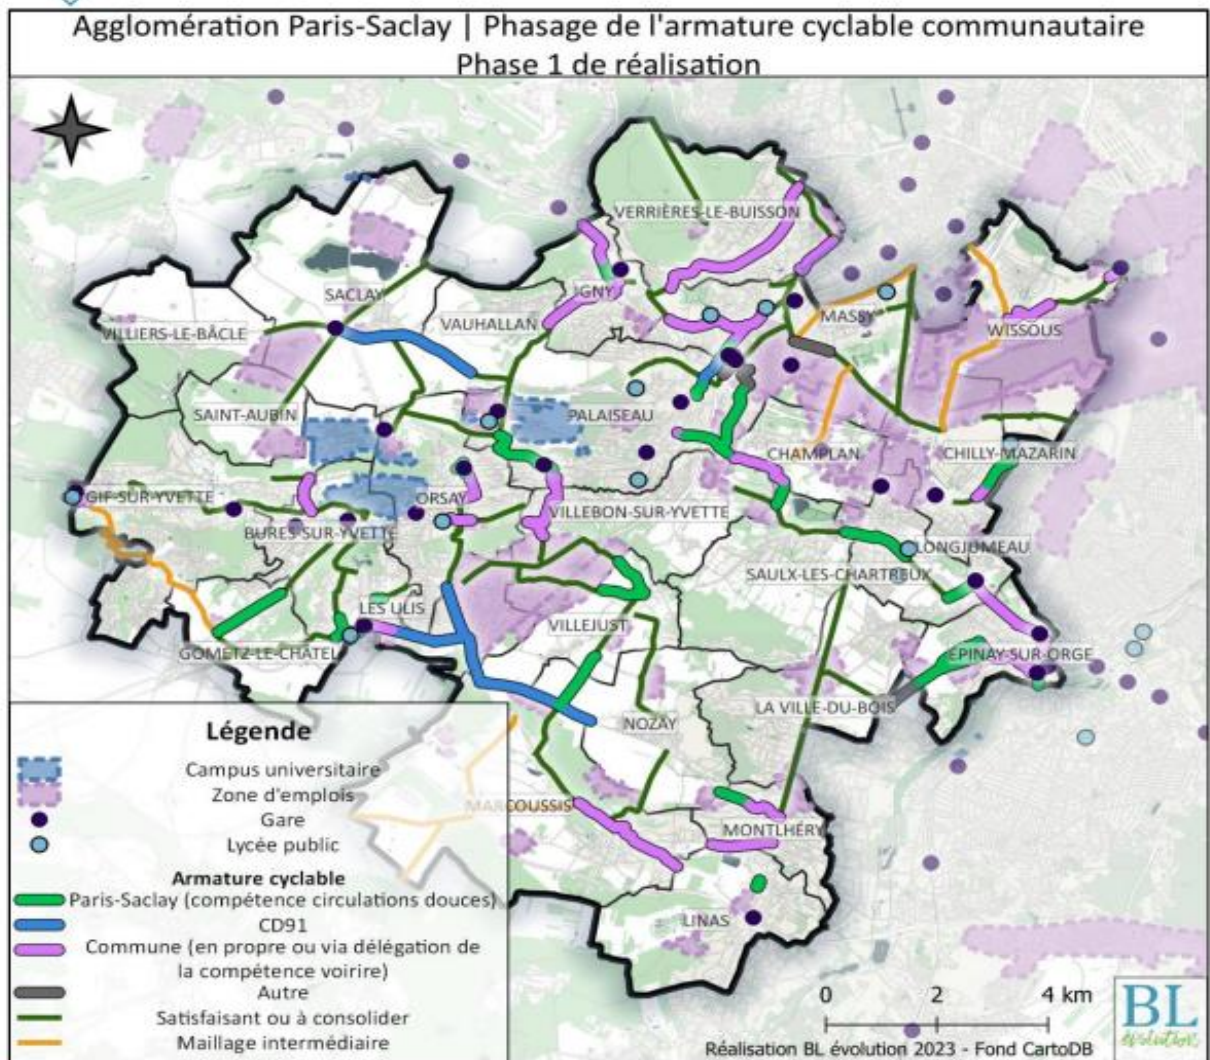 Agglomération Paris-Saclay | Phasage de l'armature cyclable communautaire
Phase 1 de réalisation
VERRIÈRES-LE-BUISSON
SACLAY
IGNY
VILLIERS-LE-BÂCLE
VAUHALLAN
MASSY
WISSOUS
SAINT-AUBIN
PALAISEAU
CHAMPLAN
CHILLY-MAZARIN
GIF-SUR-YVETTE
ORSAY
BURES-SUR-YVETTE
VILLEBON-SUR-YVETTE
LONGJUMEAU
SAULX-LES-CHARTREUX
LES ULIS
VILLEJUST
GOMETZ-LE-CHÂTEL
EPINAY-SUR-ORGE
LA VILLE-DU-BOIS
NOZAY
MARCOUSSIS
MONTLHÉRY
LINAS
Légende
Campus universitaire
Zone d'emplois
Gare
Lycée public
Armature cyclable
Paris-Saclay (compétence circulations douces)
CD91
Commune (en propre ou via délégation de
la compétence voirire)
Autre
Satisfaisant ou à consolider
Maillage intermédiaire
0 2 4 km
BL
évolution
Réalisation BL évolution 2023 - Fond CartoDB